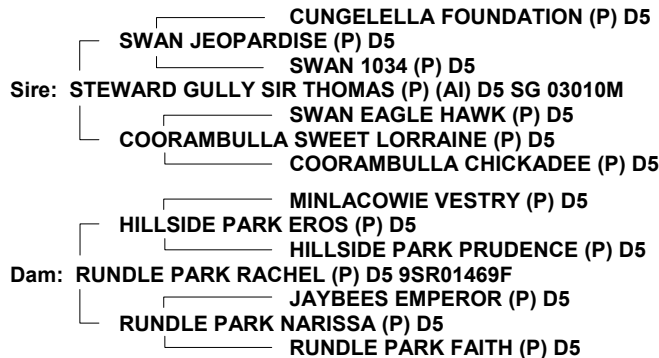 CUNGELELLA FOUNDATION (P) D5
SWAN JEOPARDISE (P) D5
SWAN 1034 (P) D5
Sire: STEWARD GULLY SIR THOMAS (P) (AI) D5 SG 03010M
SWAN EAGLE HAWK (P) D5
COORAMBULLA SWEET LORRAINE (P) D5
COORAMBULLA CHICKADEE (P) D5
MINLACOWIE VESTRY (P) D5
HILLSIDE PARK EROS (P) D5
HILLSIDE PARK PRUDENCE (P) D5
Dam: RUNDLE PARK RACHEL (P) D5 9SR01469F
JAYBEES EMPEROR (P) D5
RUNDLE PARK NARISSA (P) D5
RUNDLE PARK FAITH (P) D5